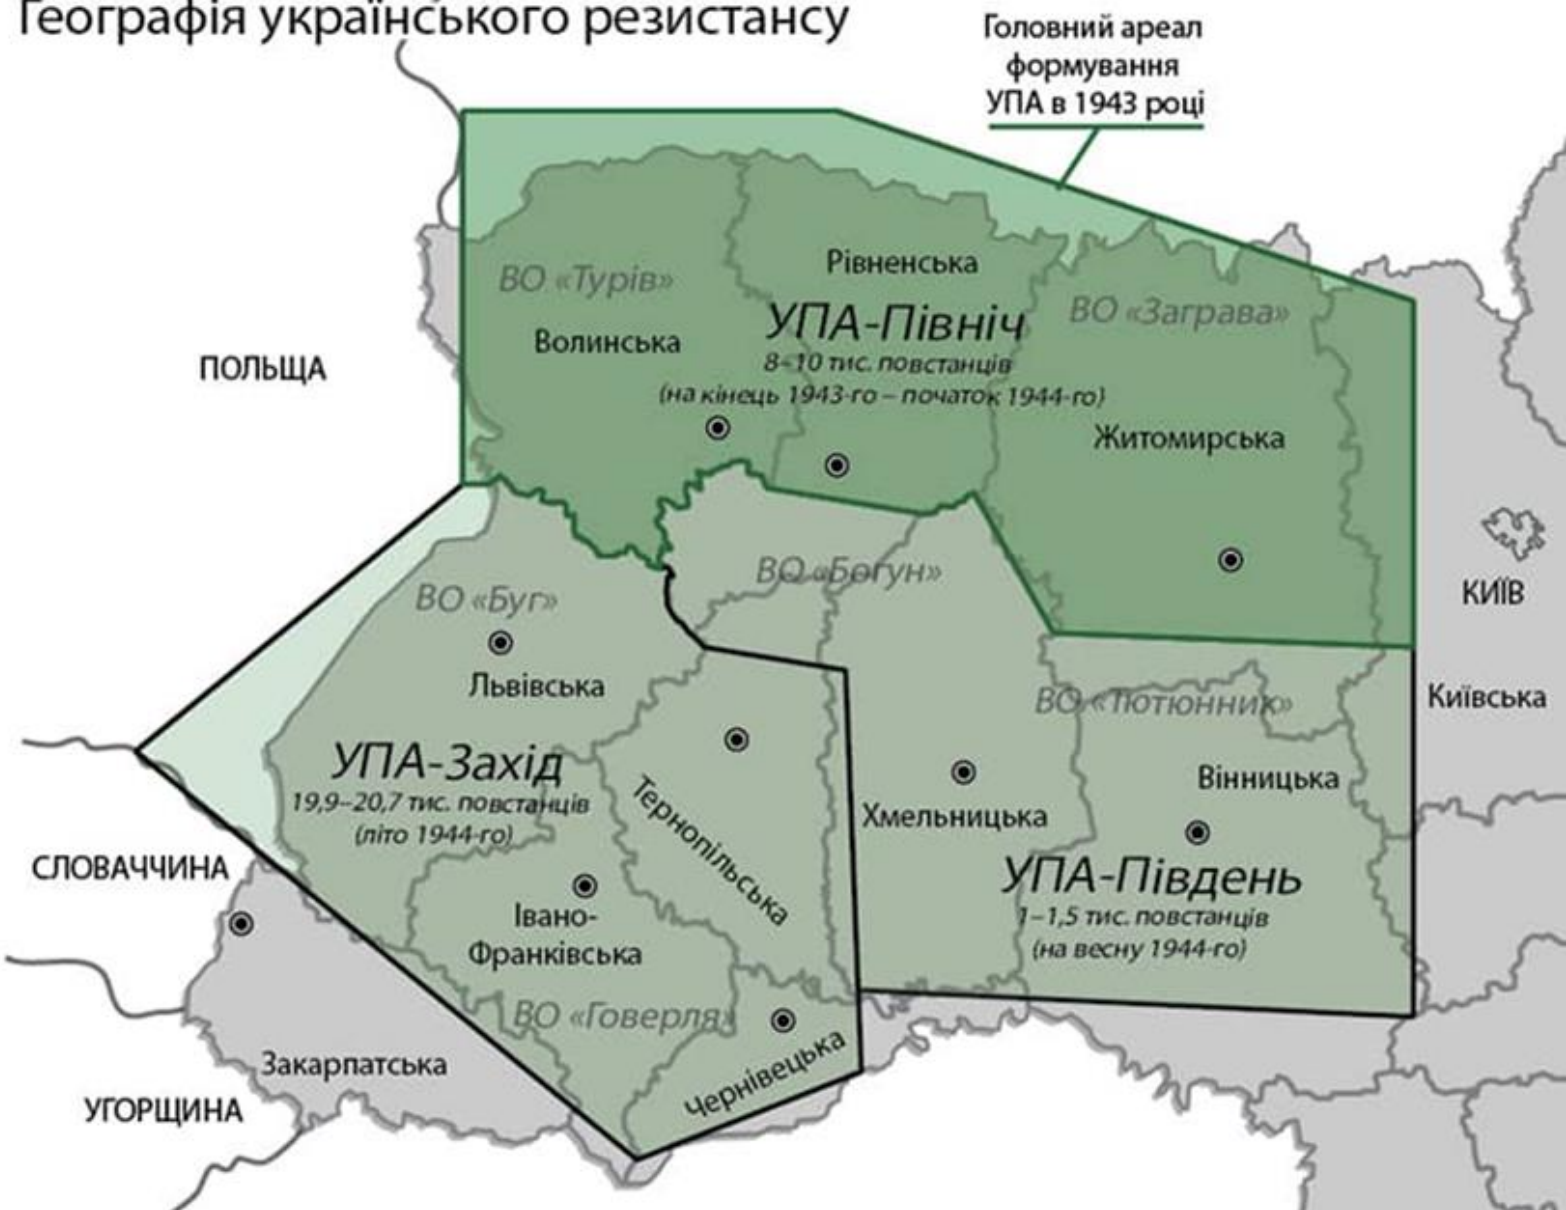 Географія українського резистансу
Головний ареал
формування
УПА в 1943 році
ПОЛЬЩА
ВО «Турів»
Волинська
Рівненська
УПА-Північ
8–10 тис. повстанців
(на кінець 1943-го – початок 1944-го)
ВО «Заграва»
Житомирська
КИЇВ
Київська
ВО «Буг»
Львівська
ВО «Богун»
ВО «Тютюнник»
УПА-Захід
19,9–20,7 тис. повстанців
(літо 1944-го)
Тернопільська
Хмельницька
Вінницька
УПА-Південь
1–1,5 тис. повстанців
(на весну 1944-го)
СЛОВАЧЧИНА
Івано-
Франківська
ВО «Говерля»
Чернівецька
Закарпатська
УГОРЩИНА